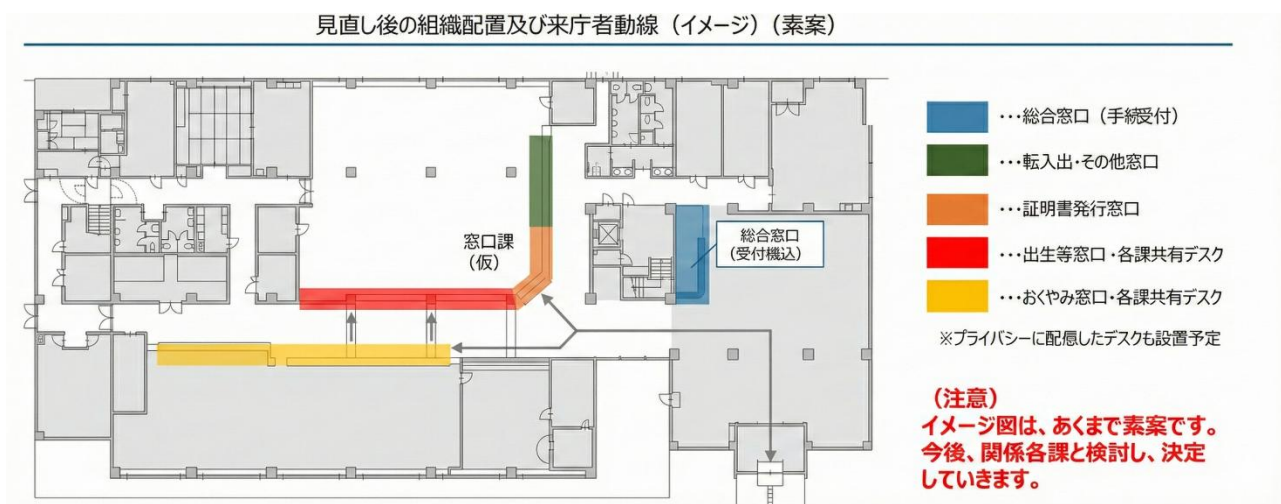 見直し後の組織配置及び来庁者動線（イメージ）（素案）
窓口課
（仮）
総合窓口
（受付機込）
･･･総合窓口（手続受付）
･･･転入出・その他窓口
･･･証明書発行窓口
･･･出生等窓口・各課共有デスク
･･･おくやみ窓口・各課共有デスク
※プライバシーに配慮したデスクも設置予定
（注意）
イメージ図は、あくまで素案です。
今後、関係各課と検討し、決定
していきます。